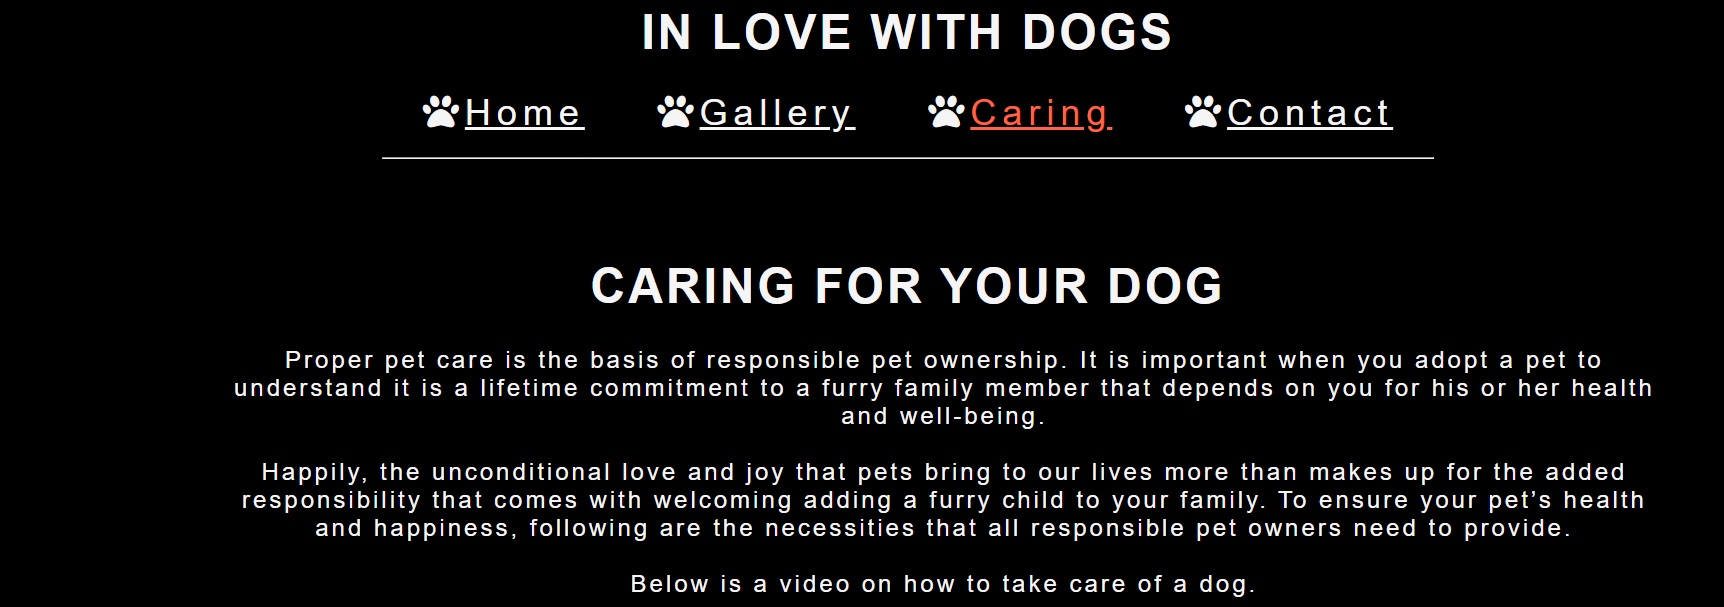 IN LOVE WITH DOGS
Home Gallery Caring Contact
CARING FOR YOUR DOG
Proper pet care is the basis of responsible pet ownership. It is important when you adopt a pet to
understand it is a lifetime commitment to a furry family member that depends on you for his or her health
and well-being.
Happily, the unconditional love and joy that pets bring to our lives more than makes up for the added
responsibility that comes with welcoming adding a furry child to your family. To ensure your pet’s health
and happiness, following are the necessities that all responsible pet owners need to provide.
Below is a video on how to take care of a dog.